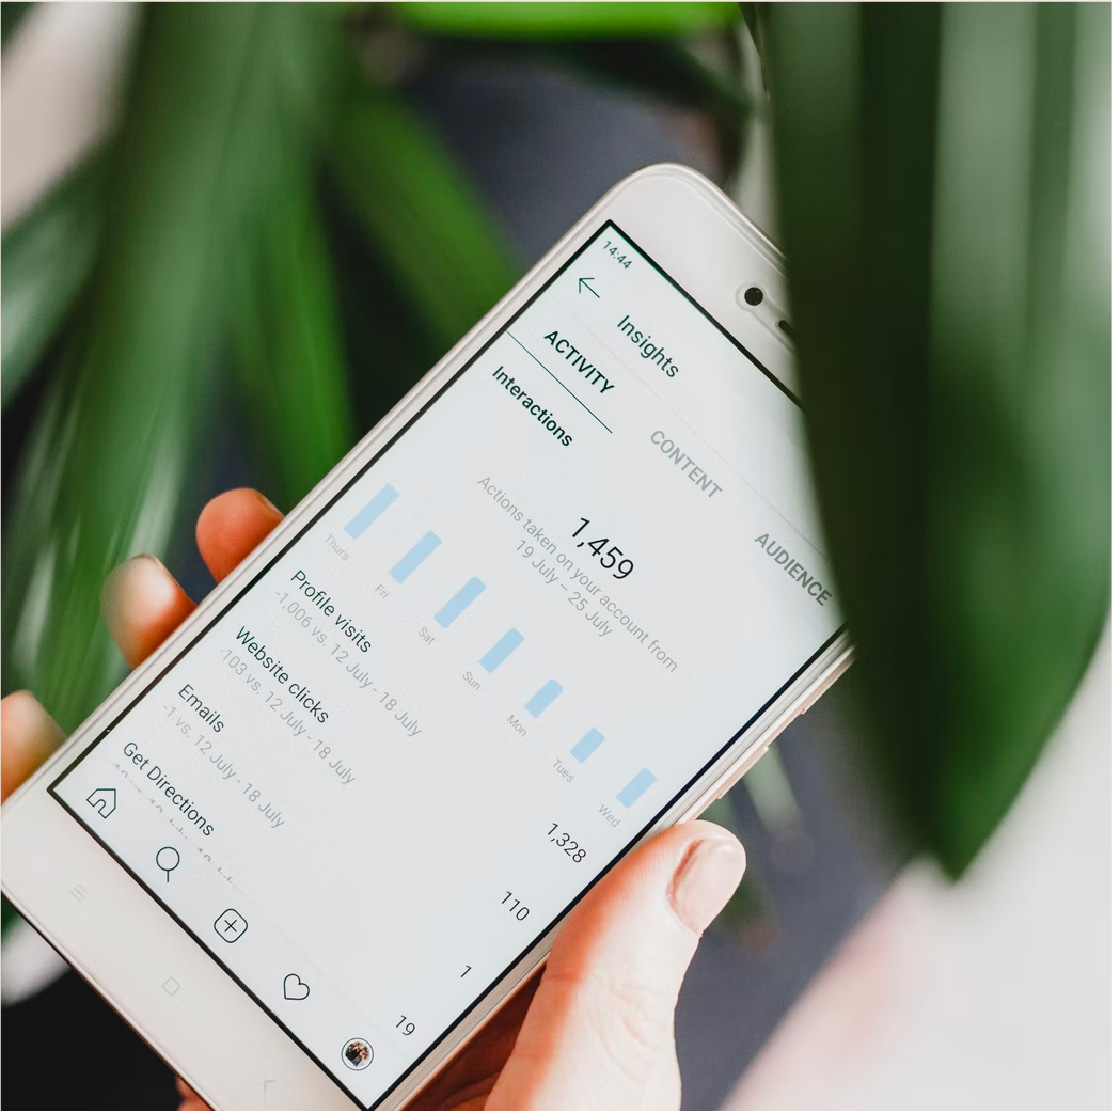 14:44
Insights
ACTIVITY
CONTENT
AUDIENCE
Interactions
1,459
Actions taken on your account from
19 July – 25 July
Thurs
Fri
Sat
Sun
Mon
Tues
Wed
Profile visits
1,328
-1,006 vs. 12 July - 18 July
Website clicks
110
-103 vs. 12 July - 18 July
Emails
1
-1 vs. 12 July - 18 July
Get Directions
19